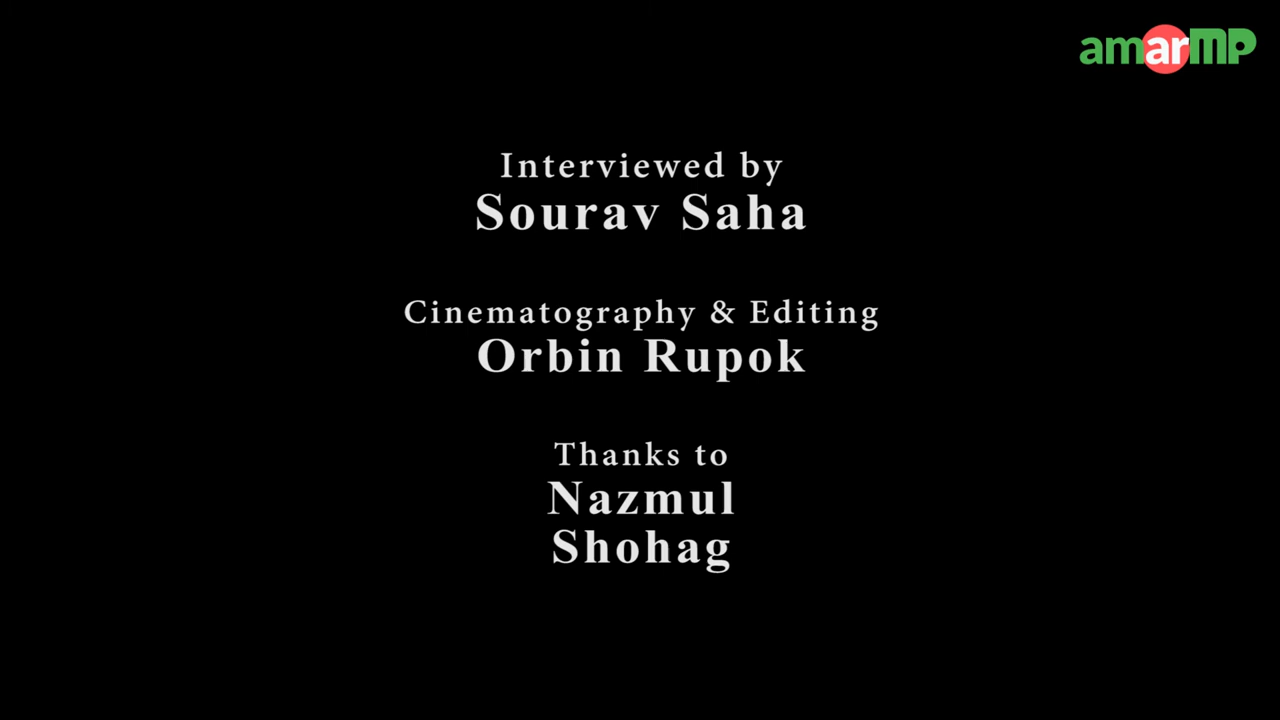 amarMP
Interviewed by
Sourav Saha
Cinematography & Editing
Orbin Rupok
Thanks to
Nazmul
Shohag